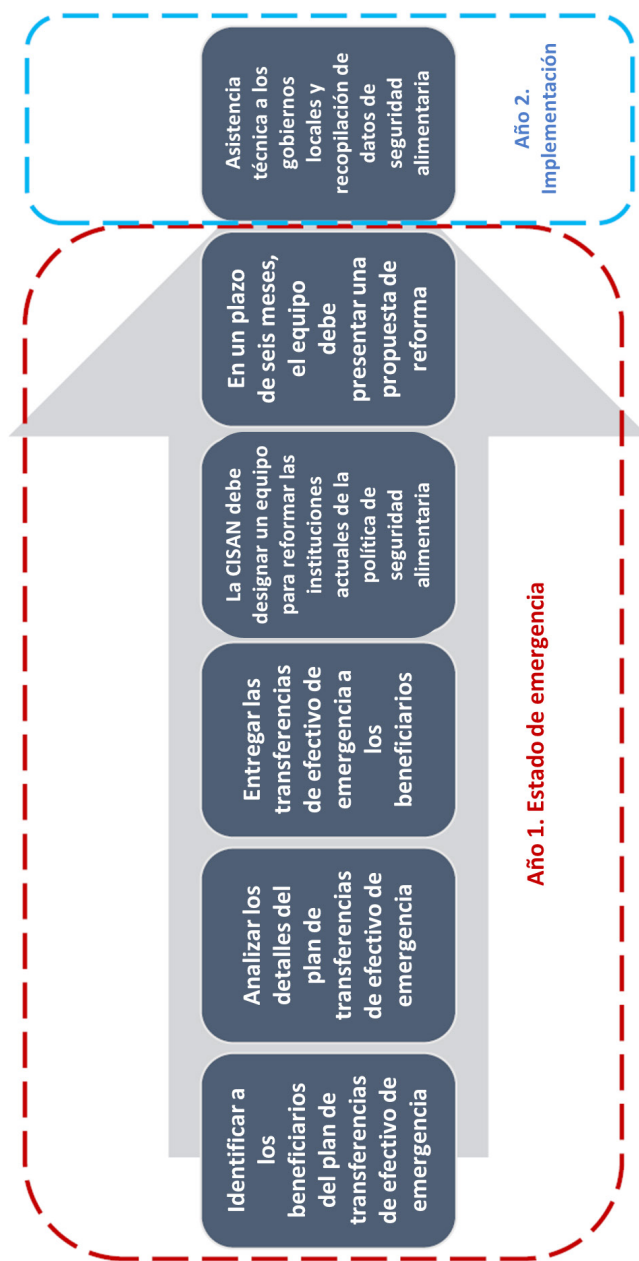 Identificar a
los
beneficiarios
del plan de
transferencias
de efectivo de
emergencia
Analizar los
detalles del
plan de
transferencias
de efectivo de
emergencia
Entregar las
transferencias
de efectivo de
emergencia a
los
beneficiarios
La CISAN debe
designar un equipo
para reformar las
instituciones
actuales de la
política de
seguridad
alimentaria
En un plazo
de seis meses,
el equipo
debe
presentar una
propuesta de
reforma
Asistencia
técnica a los
gobiernos
locales y
recopilación de
datos de
seguridad
alimentaria
Año 1. Estado de emergencia
Año 2.
Implementación